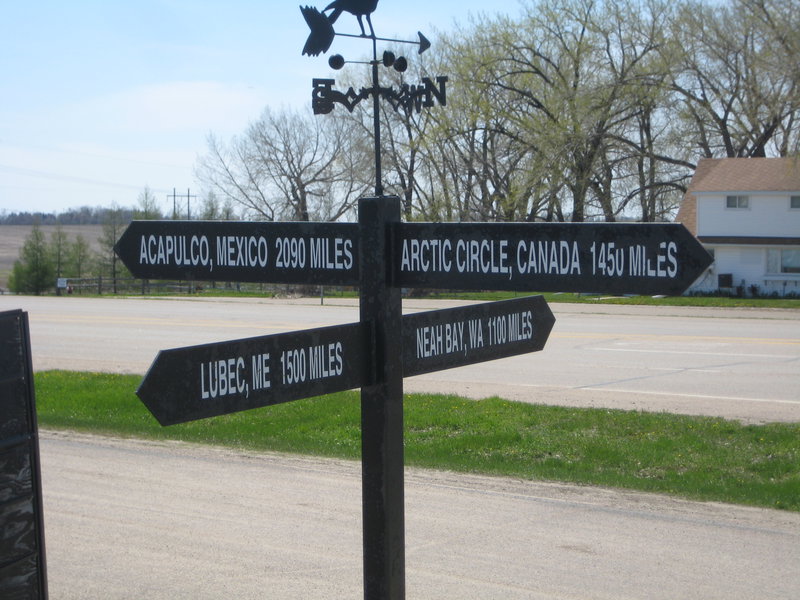 E N
ACAPULCO, MEXICO 2090 MILES
ARCTIC CIRCLE, CANADA 1450 MILES
LUBEC, ME 1500 MILES
NEAH BAY, WA 1100 MILES